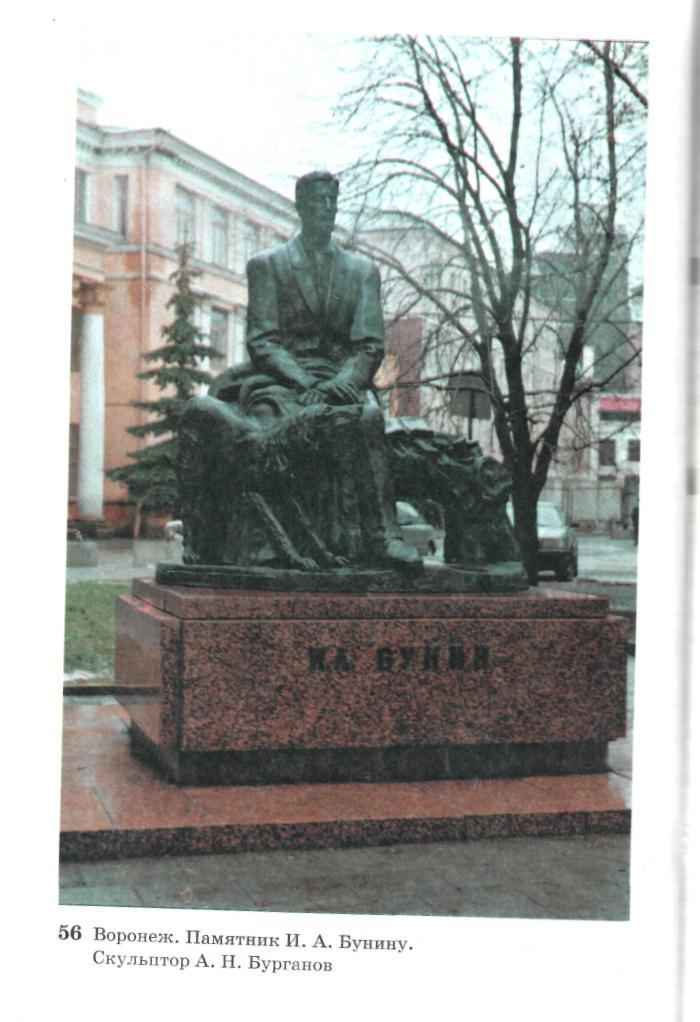 И.А. БУНИН
56 Воронеж. Памятник И. А. Бунину.
Скульптор А. Н. Бурганов